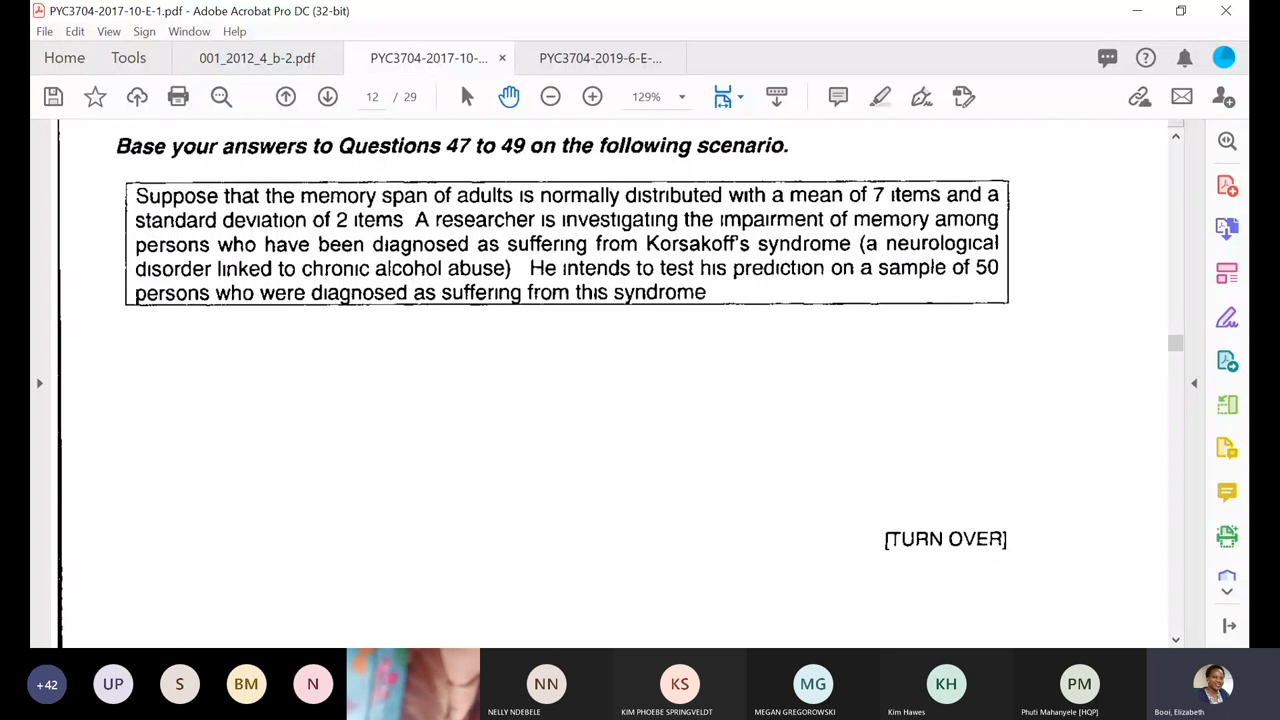 PYC3704-2017-10-E-1.pdf - Adobe Acrobat Pro DC (32-bit)
File Edit View Sign Window Help
Home Tools 001_2012_4_b-2.pdf PYC3704-2017-10-... × PYC3704-2019-6-E-...
12 / 29 129%
Base your answers to Questions 47 to 49 on the following scenario.
Suppose that the memory span of adults is normally distributed with a mean of 7 items and a
standard deviation of 2 items A researcher is investigating the impairment of memory among
persons who have been diagnosed as suffering from Korsakoff's syndrome (a neurological
disorder linked to chronic alcohol abuse) He intends to test his prediction on a sample of 50
persons who were diagnosed as suffering from this syndrome
[TURN OVER]
+42 UP S BM N NN KS MG KH PM
NELLY NDEBELE KIM PHOEBE SPRINGVELDT MEGAN GREGOROWSKI Kim Hawes Phuti Mahanyele [HQP] Booi, Elizabeth